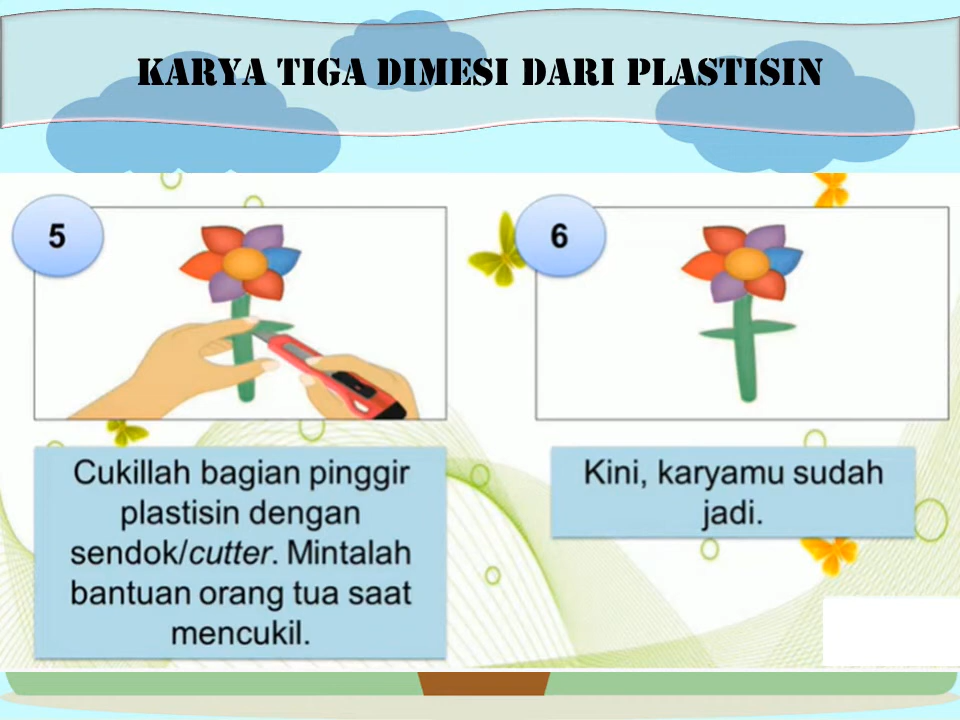 KARYA TIGA DIMESI DARI PLASTISIN
5
6
Cukillah bagian pinggir
plastisin dengan
sendok/cutter. Mintalah
bantuan orang tua saat
mencukil.
Kini, karyamu sudah
jadi.